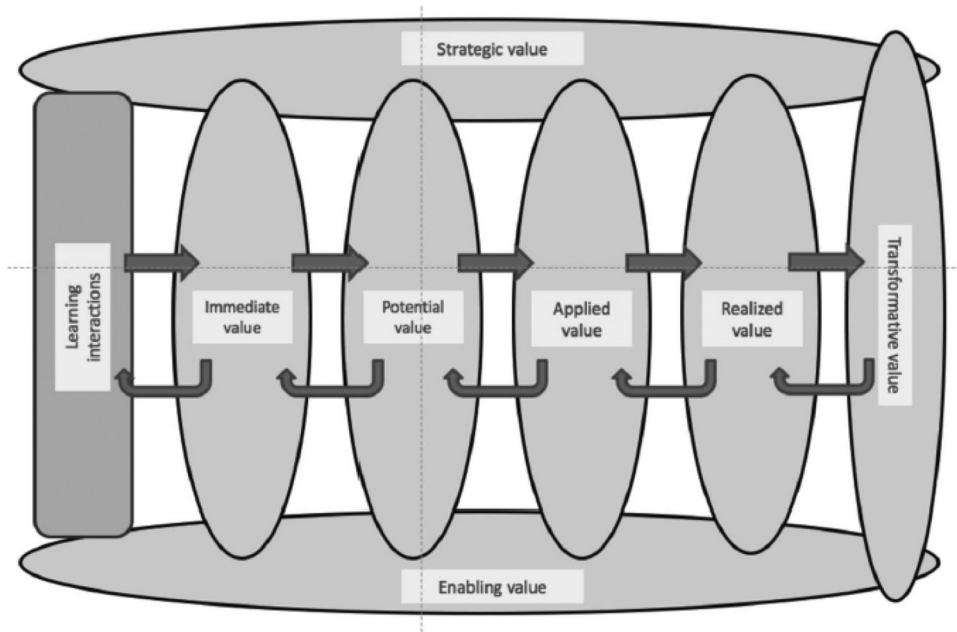 Strategic value
Learning
interactions
Immediate
value
Potential
value
Applied
value
Realized
value
Transformative value
Enabling value